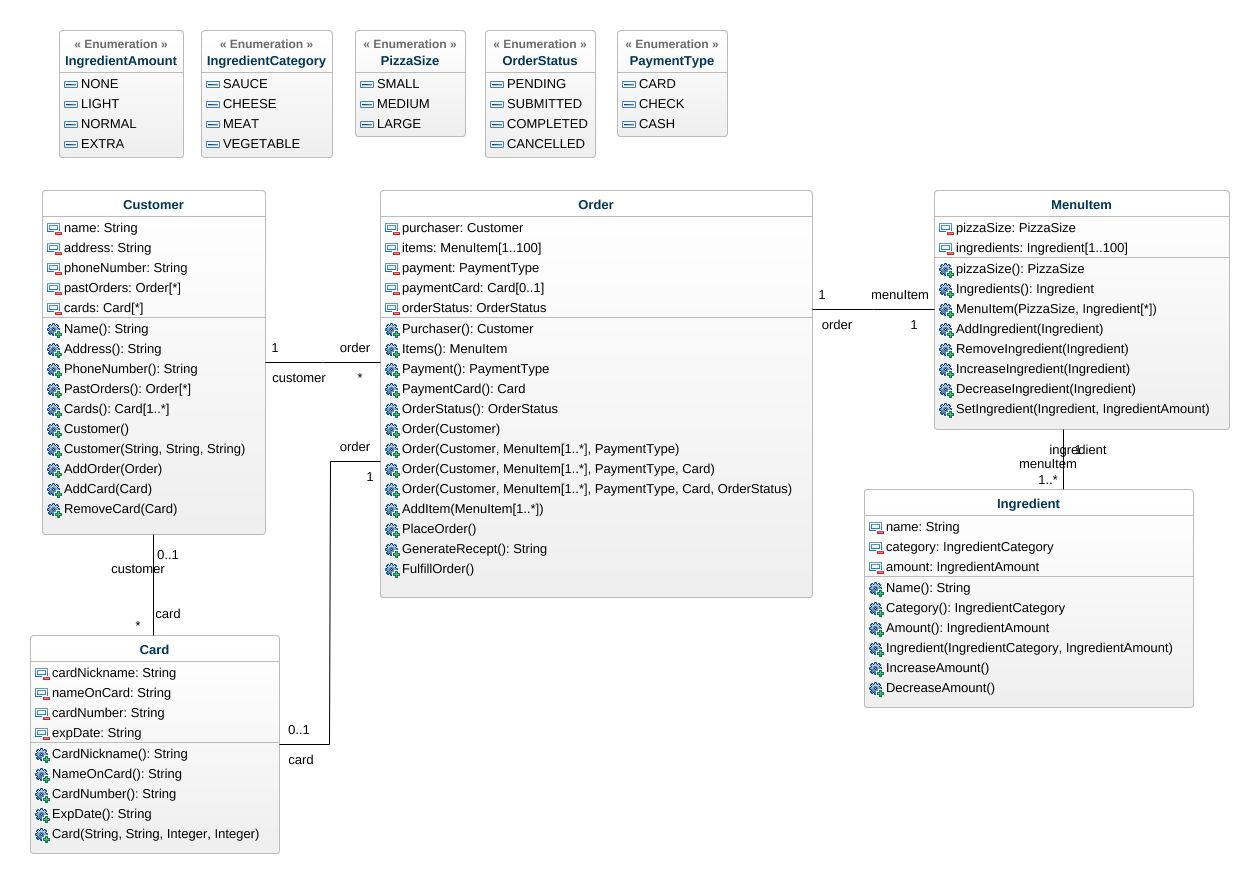 « Enumeration »
IngredientAmount
NONE
LIGHT
NORMAL
EXTRA
« Enumeration »
IngredientCategory
SAUCE
CHEESE
MEAT
VEGETABLE
« Enumeration »
PizzaSize
SMALL
MEDIUM
LARGE
« Enumeration »
OrderStatus
PENDING
SUBMITTED
COMPLETED
CANCELLED
« Enumeration »
PaymentType
CARD
CHECK
CASH
Customer
name: String
address: String
phoneNumber: String
pastOrders: Order[*]
cards: Card[*]
Name(): String
Address(): String
PhoneNumber(): String
PastOrders(): Order[*]
Cards(): Card[1..*]
Customer()
Customer(String, String, String)
AddOrder(Order)
AddCard(Card)
RemoveCard(Card)
1
order
customer
*
Order
purchaser: Customer
items: MenuItem[1..100]
payment: PaymentType
paymentCard: Card[0..1]
orderStatus: OrderStatus
Purchaser(): Customer
Items(): MenuItem
Payment(): PaymentType
PaymentCard(): Card
OrderStatus(): OrderStatus
Order(Customer)
Order(Customer, MenuItem[1..*], PaymentType)
Order(Customer, MenuItem[1..*], PaymentType, Card)
Order(Customer, MenuItem[1..*], PaymentType, Card, OrderStatus)
AddItem(MenuItem[1..*])
PlaceOrder()
GenerateRecept(): String
FulfillOrder()
1
menuItem
order
1
MenuItem
pizzaSize: PizzaSize
ingredients: Ingredient[1..100]
pizzaSize(): PizzaSize
Ingredients(): Ingredient
MenuItem(PizzaSize, Ingredient[*])
AddIngredient(Ingredient)
RemoveIngredient(Ingredient)
IncreaseIngredient(Ingredient)
DecreaseIngredient(Ingredient)
SetIngredient(Ingredient, IngredientAmount)
ingredient
1
menuItem
1..*
Ingredient
name: String
category: IngredientCategory
amount: IngredientAmount
Name(): String
Category(): IngredientCategory
Amount(): IngredientAmount
Ingredient(IngredientCategory, IngredientAmount)
IncreaseAmount()
DecreaseAmount()
order
1
0..1
customer
card
*
Card
cardNickname: String
nameOnCard: String
cardNumber: String
expDate: String
CardNickname(): String
NameOnCard(): String
CardNumber(): String
ExpDate(): String
Card(String, String, Integer, Integer)
0..1
card